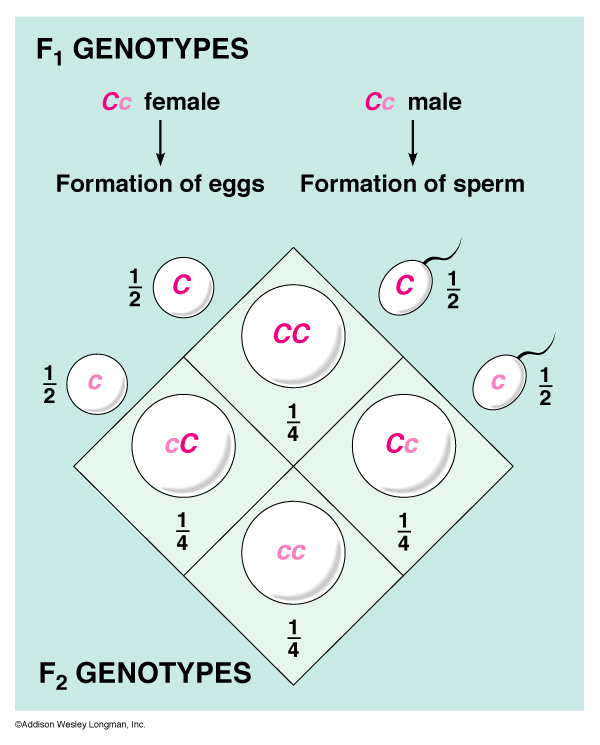 F₁ GENOTYPES
Cc female
Cc male
Formation of eggs
Formation of sperm
1/2 C
C 1/2
CC
1/4
1/2 c
c 1/2
cC
1/4
Cc
1/4
cc
1/4
F₂ GENOTYPES
©Addison Wesley Longman, Inc.